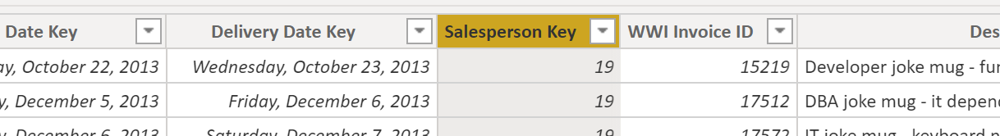 Date Key Delivery Date Key Salesperson Key WWI Invoice ID Des
ay, October 22, 2013 Wednesday, October 23, 2013 19 15219 Developer joke mug - fu
y, December 5, 2013 Friday, December 6, 2013 19 17512 DBA joke mug - it depen
December 6, 2013 Saturday, December 7, 2013 19 17572 IT joke mug - keyboard